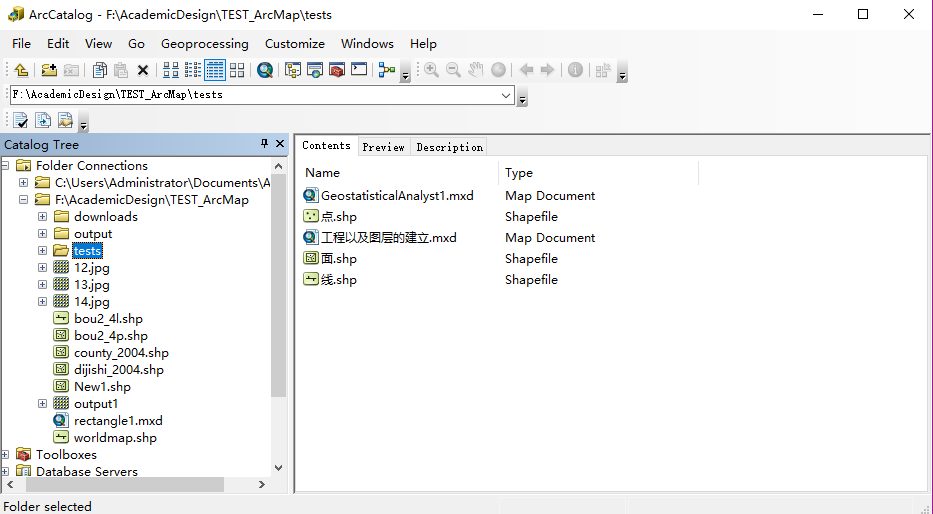 ArcCatalog - F:\AcademicDesign\TEST_ArcMap\tests
File Edit View Go Geoprocessing Customize Windows Help
F:\AcademicDesign\TEST_ArcMap\tests
Catalog Tree
Folder Connections
C:\Users\Administrator\Documents\A
F:\AcademicDesign\TEST_ArcMap
downloads
output
tests
12.jpg
13.jpg
14.jpg
bou2_4l.shp
bou2_4p.shp
county_2004.shp
dijishi_2004.shp
New1.shp
output1
rectangle1.mxd
worldmap.shp
Toolboxes
Database Servers
Contents Preview Description
Name Type
GeostatisticalAnalyst1.mxd Map Document
点.shp Shapefile
工程以及图层的建立.mxd Map Document
面.shp Shapefile
线.shp Shapefile
Folder selected